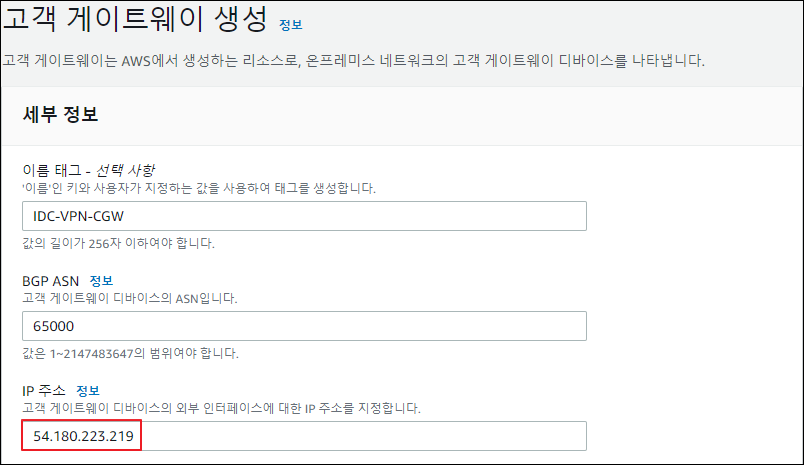 고객 게이트웨이 생성 정보
고객 게이트웨이는 AWS에서 생성하는 리소스로, 온프레미스 네트워크의 고객 게이트웨이 디바이스를 나타냅니다.
세부 정보
이름 태그 - 선택 사항
'이름'인 키와 사용자가 지정하는 값을 사용하여 태그를 생성합니다.
IDC-VPN-CGW
값의 길이가 256자 이하여야 합니다.
BGP ASN 정보
고객 게이트웨이 디바이스의 ASN입니다.
65000
값은 1~2147483647의 범위여야 합니다.
IP 주소 정보
고객 게이트웨이 디바이스의 외부 인터페이스에 대한 IP 주소를 지정합니다.
54.180.223.219